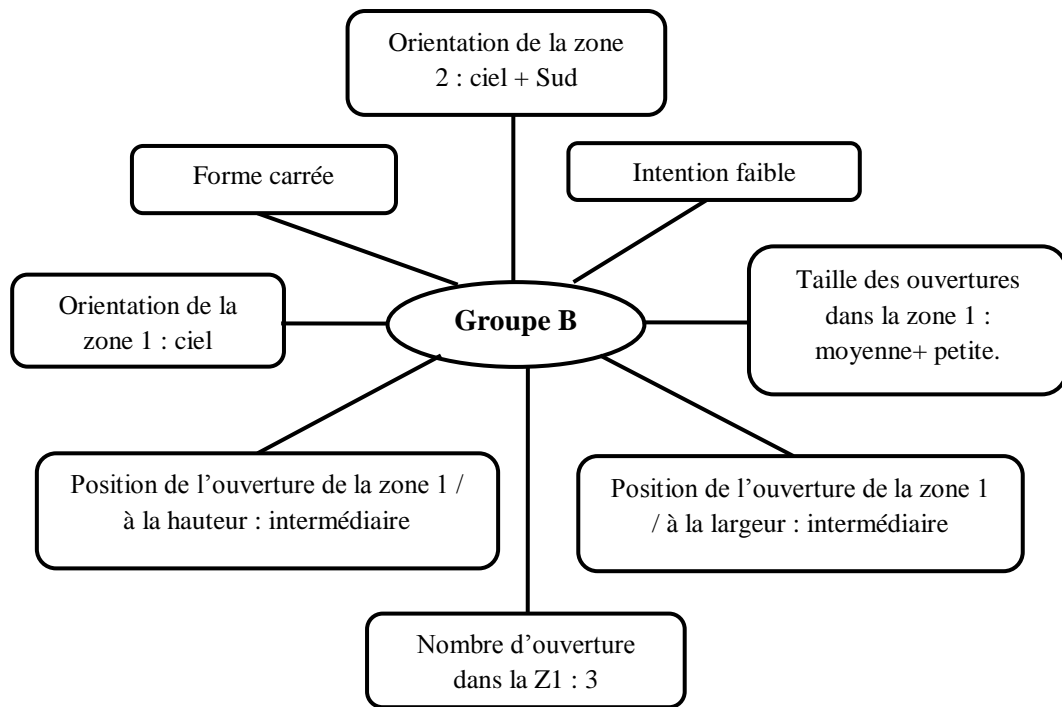 Orientation de la zone
2 : ciel + Sud
Forme carrée
Intention faible
Orientation de la
zone 1 : ciel
Groupe B
Taille des ouvertures
dans la zone 1 :
moyenne+ petite.
Position de l’ouverture de la zone 1 /
à la hauteur : intermédiaire
Position de l’ouverture de la zone 1
/ à la largeur : intermédiaire
Nombre d’ouverture
dans la Z1 : 3